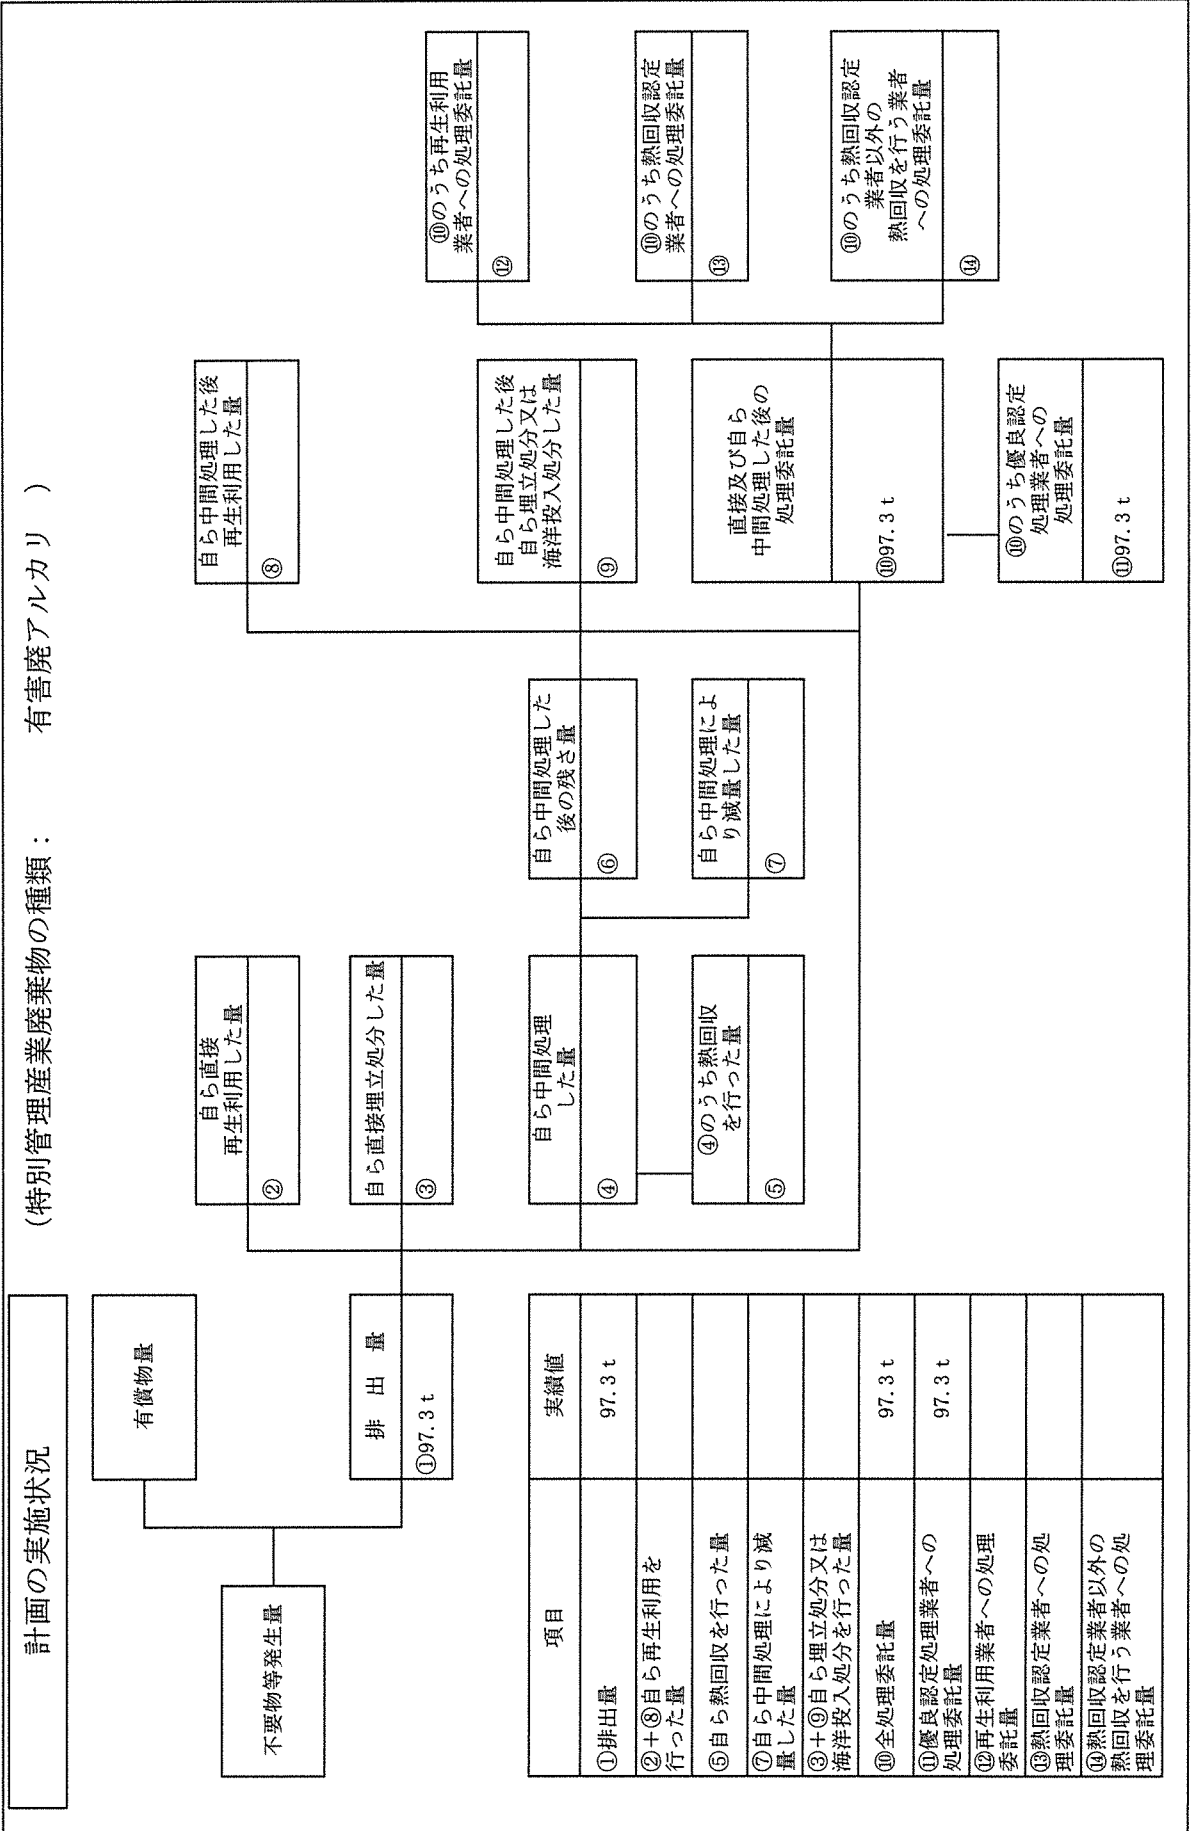 計画の実施状況
(特別管理産業廃棄物の種類： 有害廃アルカリ )
不要物等発生量
有償物量
排 出 量
①97.3 t
自ら直接
再生利用した量
②
自ら直接埋立処分した量
③
自ら中間処理
した量
④
④のうち熱回収
を行った量
⑤
自ら中間処理した
後の残さ量
⑥
自ら中間処理によ
り減量した量
⑦
自ら中間処理した後
再生利用した量
⑧
自ら中間処理した後
自ら埋立処分又は
海洋投入処分した量
⑨
直接及び自ら
中間処理した後の
処理委託量
⑩97.3 t
⑩のうち優良認定
処理業者への
処理委託量
⑪97.3 t
⑩のうち再生利用
業者への処理委託量
⑫
⑩のうち熱回収認定
業者への処理委託量
⑬
⑩のうち熱回収認定
業者以外の
熱回収を行う業者
への処理委託量
⑭
項目 実績値
①排出量 97.3 t
②＋⑧自ら再生利用を
行った量
⑤自ら熱回収を行った量
⑦自ら中間処理により減
量した量
③＋⑨自ら埋立処分又は
海洋投入処分を行った量
⑩全処理委託量 97.3 t
⑪優良認定処理業者への
処理委託量 97.3 t
⑫再生利用業者への処理
委託量
⑬熱回収認定業者への処
理委託量
⑭熱回収認定業者以外の
熱回収を行う業者への処
理委託量